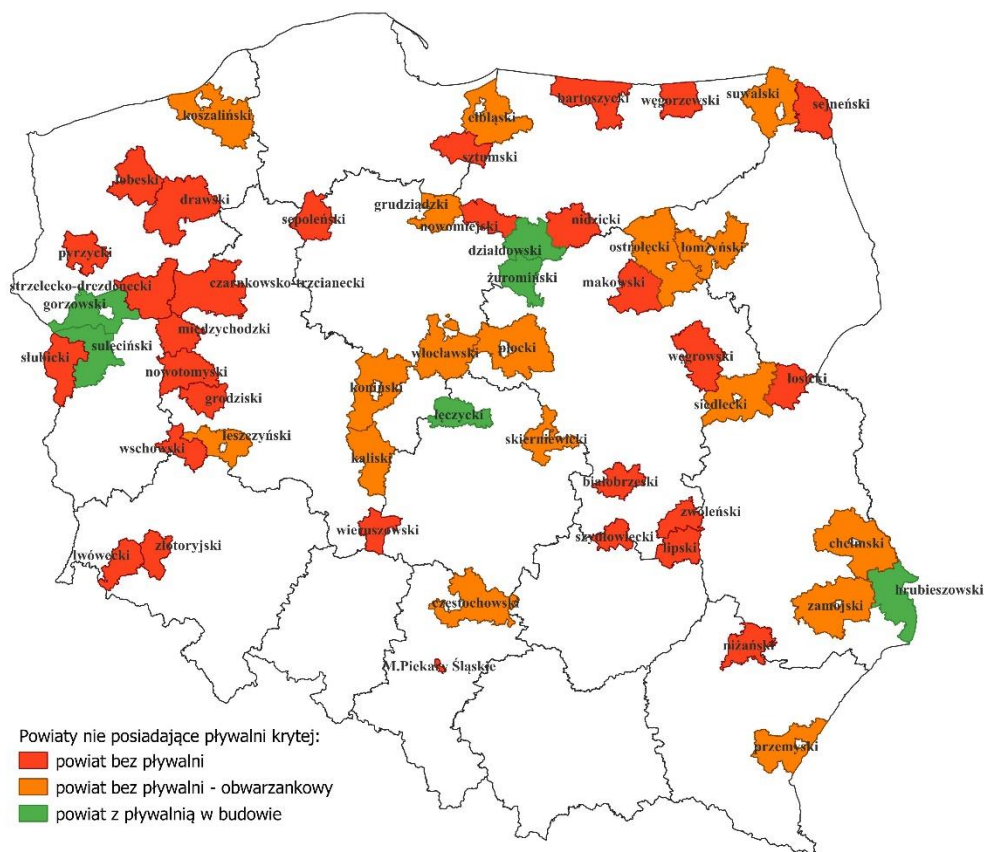 koszaliński
elbląski
bartoszycki
węgorzewski
suwalski
sejneński
sztumski
łobeski
drawski
sępoleński
grudziądzki
nowomiejski
nidzicki
działdowski
ostrołęcki
łomżyński
pyrzycki
żuromiński
makowski
strzelecko-drezdenecki
czarnkowsko-trzcianecki
gorzowski
międzychodzki
słubicki
sulęciński
nowotomyski
włocławski
płocki
węgrowski
grodziski
koniński
siedlecki
łosicki
łęczycki
wschowski
leszczyński
skierniewicki
kaliski
białobrzeski
wieruszowski
zwoleński
szydłowiecki
lipski
lwówecki
złotoryjski
chełmski
hrubieszowski
częstochowski
zamojski
niżański
M.Piekary Śląskie
przemyski
Powiaty nie posiadające pływalni krytej:
powiat bez pływalni
powiat bez pływalni - obwarzankowy
powiat z pływalnią w budowie